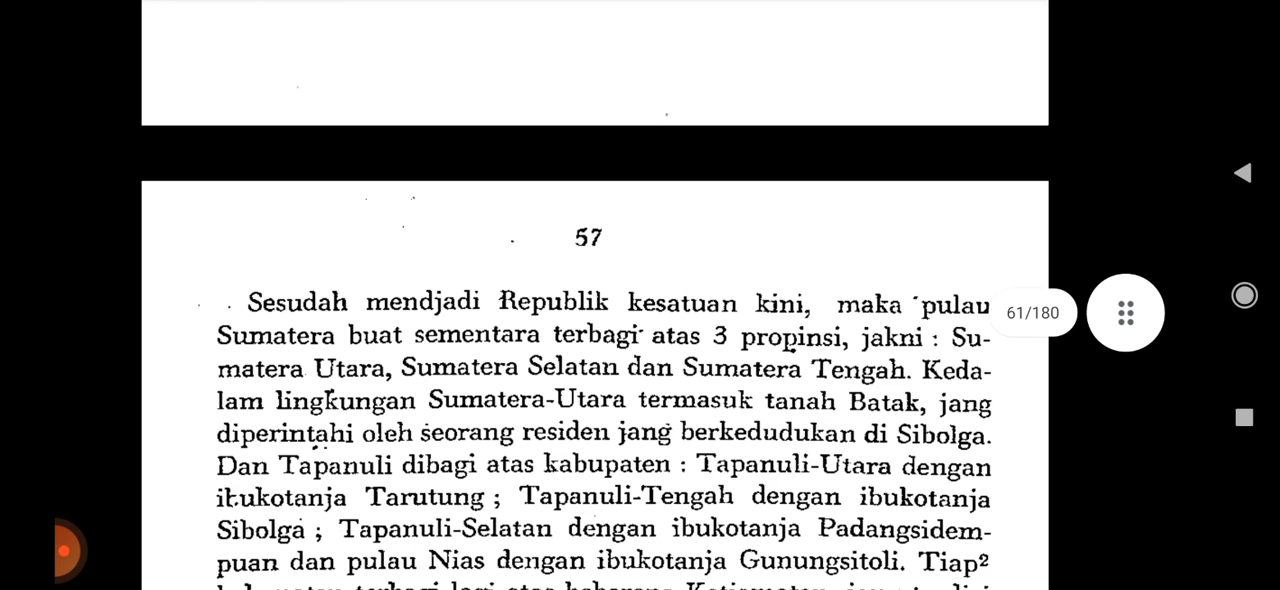 57
Sesudah mendjadi Republik kesatuan kini, maka pulau
Sumatera buat sementara terbagi atas 3 propinsi, jakni : Su-
matera Utara, Sumatera Selatan dan Sumatera Tengah. Keda-
lam lingkungan Sumatera-Utara termasuk tanah Batak, jang
diperintahi oleh seorang residen jang berkedudukan di Sibolga.
Dan Tapanuli dibagi atas kabupaten : Tapanuli-Utara dengan
ibukotanja Tarutung ; Tapanuli-Tengah dengan ibukotanja
Sibolga ; Tapanuli-Selatan dengan ibukotanja Padangsidem-
puan dan pulau Nias dengan ibukotanja Gunungsitoli. Tiap²
61/180